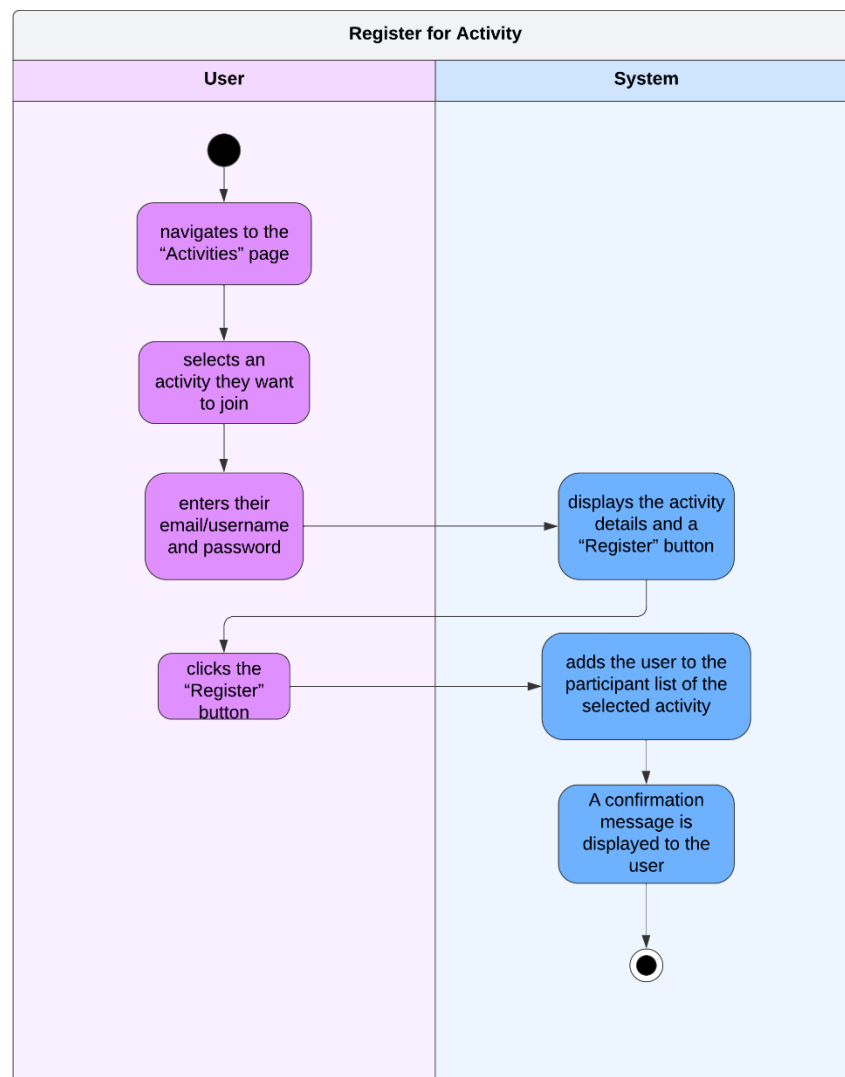 Register for Activity
User
System
navigates to the
“Activities” page
selects an
activity they want
to join
enters their
email/username
and password
displays the activity
details and a
“Register” button
clicks the
“Register”
button
adds the user to the
participant list of the
selected activity
A confirmation
message is
displayed to the
user